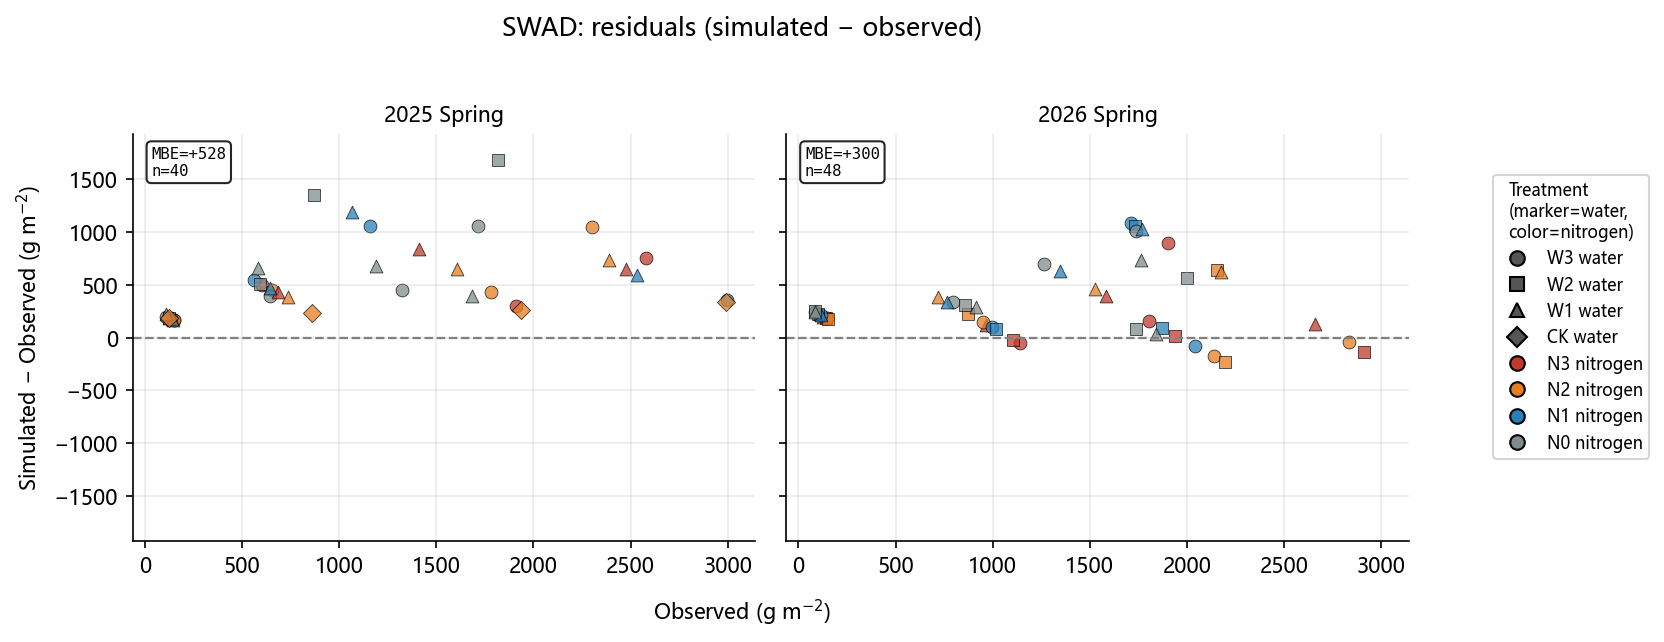 SWAD: residuals (simulated − observed)
2025 Spring
2026 Spring
MBE=+528
n=40
MBE=+300
n=48
Simulated − Observed (g m⁻²)
1500
1000
500
0
−500
−1000
−1500
0 500 1000 1500 2000 2500 3000
0 500 1000 1500 2000 2500 3000
Observed (g m⁻²)
Treatment
(marker=water,
color=nitrogen)
W3 water
W2 water
W1 water
CK water
N3 nitrogen
N2 nitrogen
N1 nitrogen
N0 nitrogen